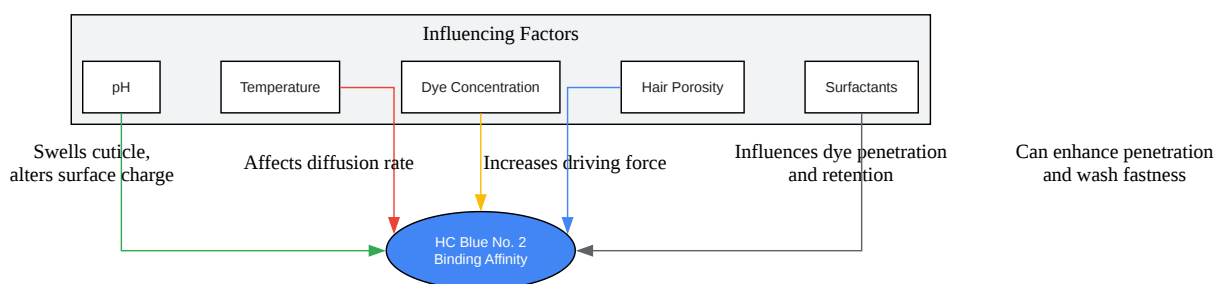 Influencing Factors
pH
Temperature
Dye Concentration
Hair Porosity
Surfactants
Swells cuticle,
alters surface charge
Affects diffusion rate
Increases driving force
Influences dye penetration
and retention
Can enhance penetration
and wash fastness
HC Blue No. 2
Binding Affinity